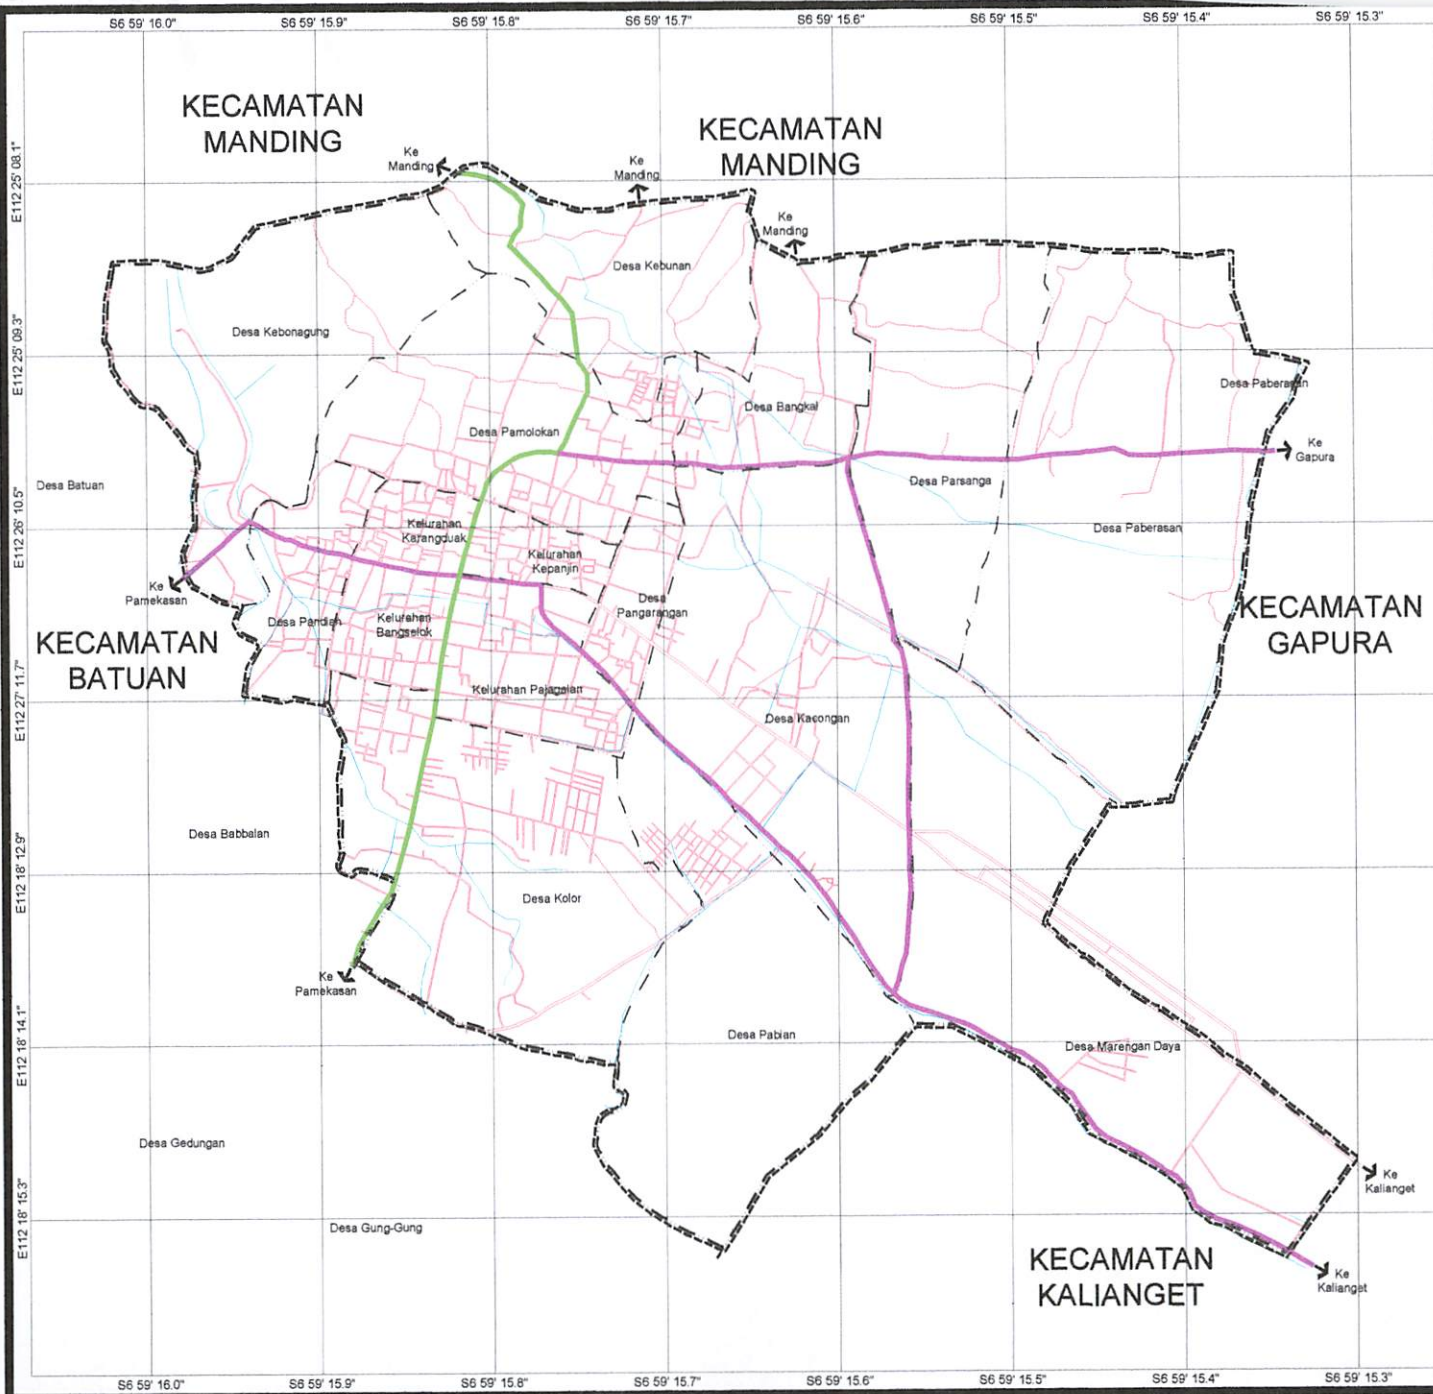 S6 59' 16.0"
S6 59' 15.9"
S6 59' 15.8"
S6 59' 15.7"
S6 59' 15.6"
S6 59' 15.5"
S6 59' 15.4"
S6 59' 15.3"
KECAMATAN
MANDING
KECAMATAN
MANDING
Ke
Manding
Ke
Manding
Ke
Manding
E112 25' 08.1"
Desa Kebunan
Desa Kebonagung
E112 25' 09.3"
Desa Paberasan
Desa Bangkal
Desa Pamolokan
Ke
Gapura
Desa Batuan
Desa Parsanga
E112 26' 10.5"
Kelurahan
Karangduak
Desa Paberasan
Kelurahan
Kepanjin
Ke
Pamekasan
Desa
Pangarangan
KECAMATAN
GAPURA
Desa Pandian
Kelurahan
Bangselok
KECAMATAN
BATUAN
Kelurahan Pajagalan
E112 27' 11.7"
Desa Kacongan
Desa Babbalan
E112 18' 12.9"
Desa Kolor
Ke
Pamekasan
E112 18' 14.1"
Desa Pabian
Desa Marengan Daya
Desa Gedungan
Ke
Kalianget
E112 18' 15.3"
Desa Gung-Gung
KECAMATAN
KALIANGET
Ke
Kalianget
S6 59' 16.0"
S6 59' 15.9"
S6 59' 15.8"
S6 59' 15.7"
S6 59' 15.6"
S6 59' 15.5"
S6 59' 15.4"
S6 59' 15.3"